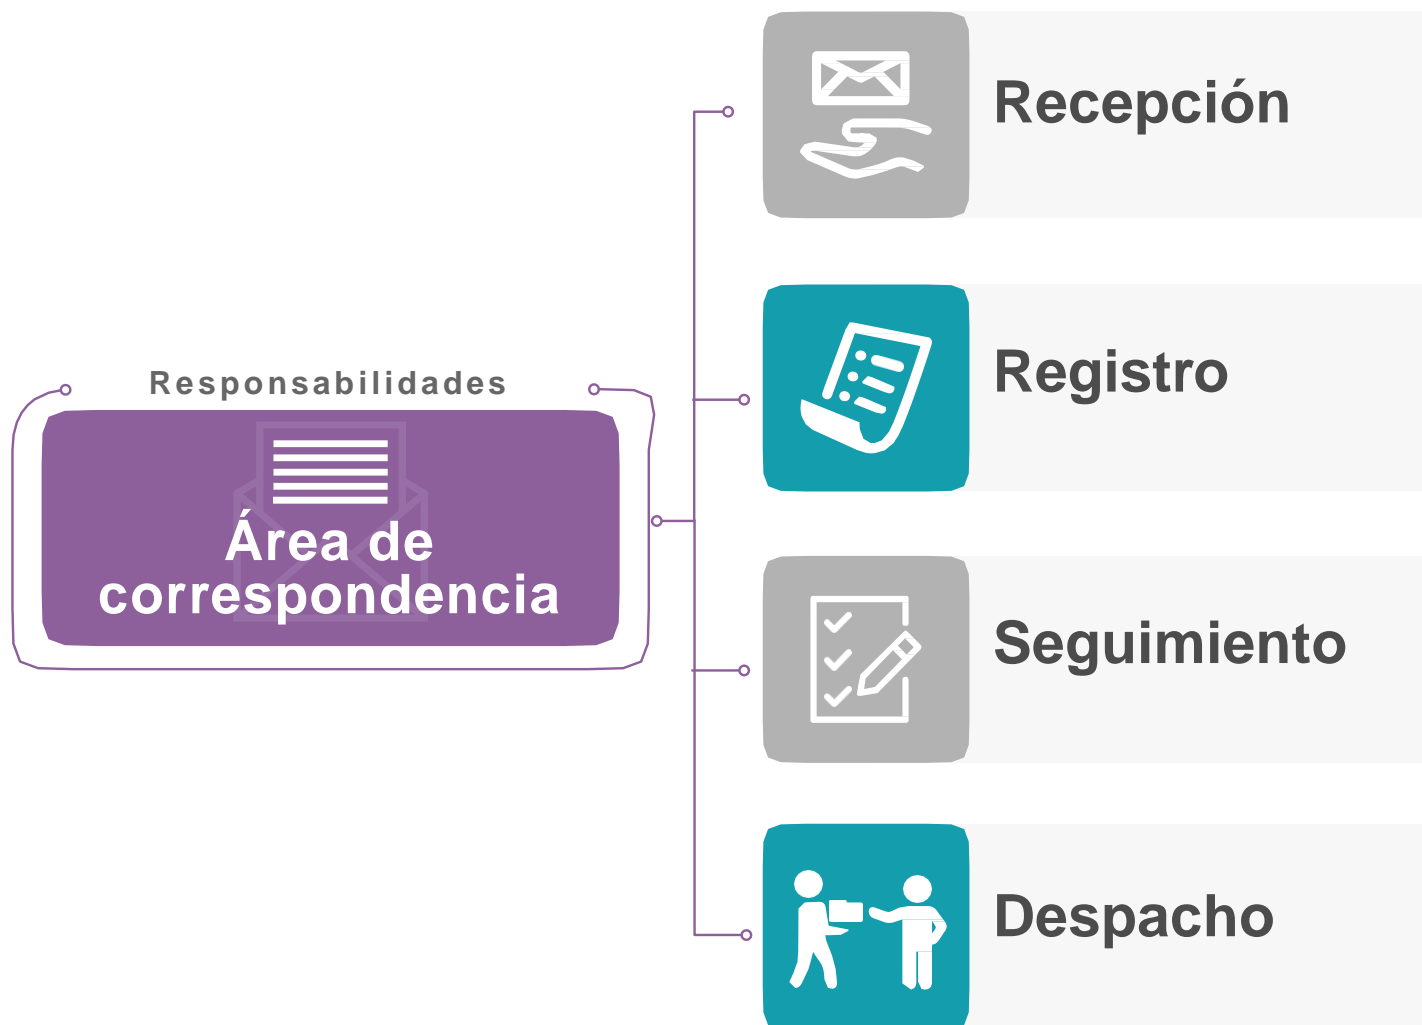 Responsabilidades
Área de
correspondencia
Recepción
Registro
Seguimiento
Despacho